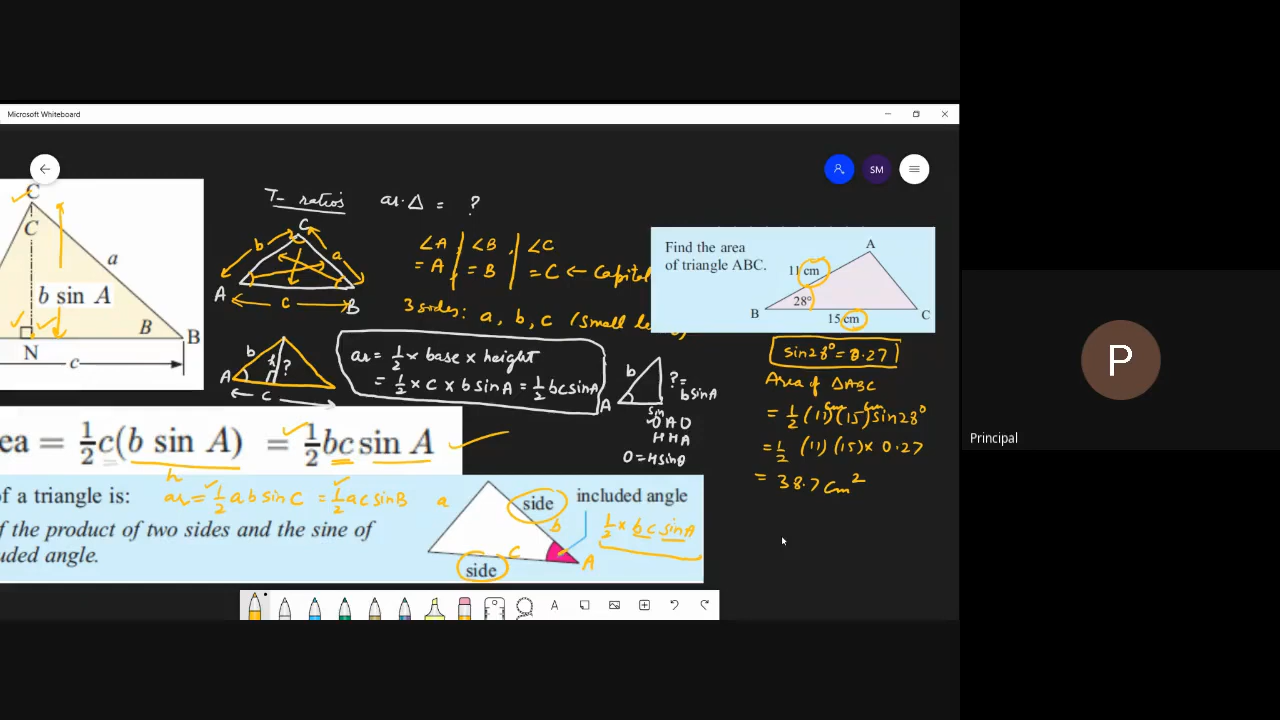 Microsoft Whiteboard
SM
C
C
a
b sin A
B
B
N
c
T- ratios ar. Δ = ?
C
b
a
A
c
B
∠A, ∠B, ∠C
= A = B = C ← Capital
3 sides: a, b, c (small le
b
h
?
A
c
ar = 1/2 × base × height
= 1/2 × c × b sinA = 1/2 bcsinA
b
? =
b sinA
A
sin
O A O
H H A
O = H sinθ
Find the area
of triangle ABC.
A
11 cm
28°
B
15 cm
C
sin28° = 0.27
Area of ΔABC
= 1/2 (11)cm (15)cm sin28°
= 1/2 (11) (15) × 0.27
= 38.7 cm²
ea = ½c(b sin A) = ½bc sin A
h
of a triangle is: ar = 1/2 a b sin C = 1/2 ac sinB
f the product of two sides and the sine of
uded angle.
a
side
b
included angle
1/2 × bc sinA
c
side
A
P
Principal